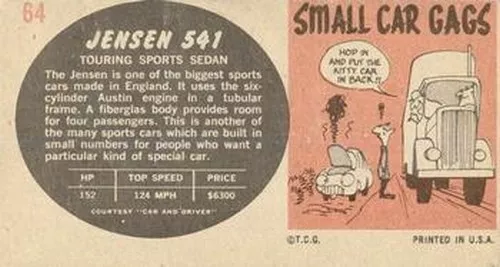 64
JENSEN 541
TOURING SPORTS SEDAN
The Jensen is one of the biggest sports
cars made in England. It uses the six-
cylinder Austin engine in a tubular
frame. A fiberglas body provides room
for four passengers. This is another of
the many sports cars which are built in
small numbers for people who want a
particular kind of special car.
HP TOP SPEED PRICE
152 124 MPH $6300
COURTESY "CAR AND DRIVER"
SMALL CAR GAGS
HOP IN
AND PUT THE
KITTY CAR
IN BACK!!
©T.C.G. PRINTED IN U.S.A.